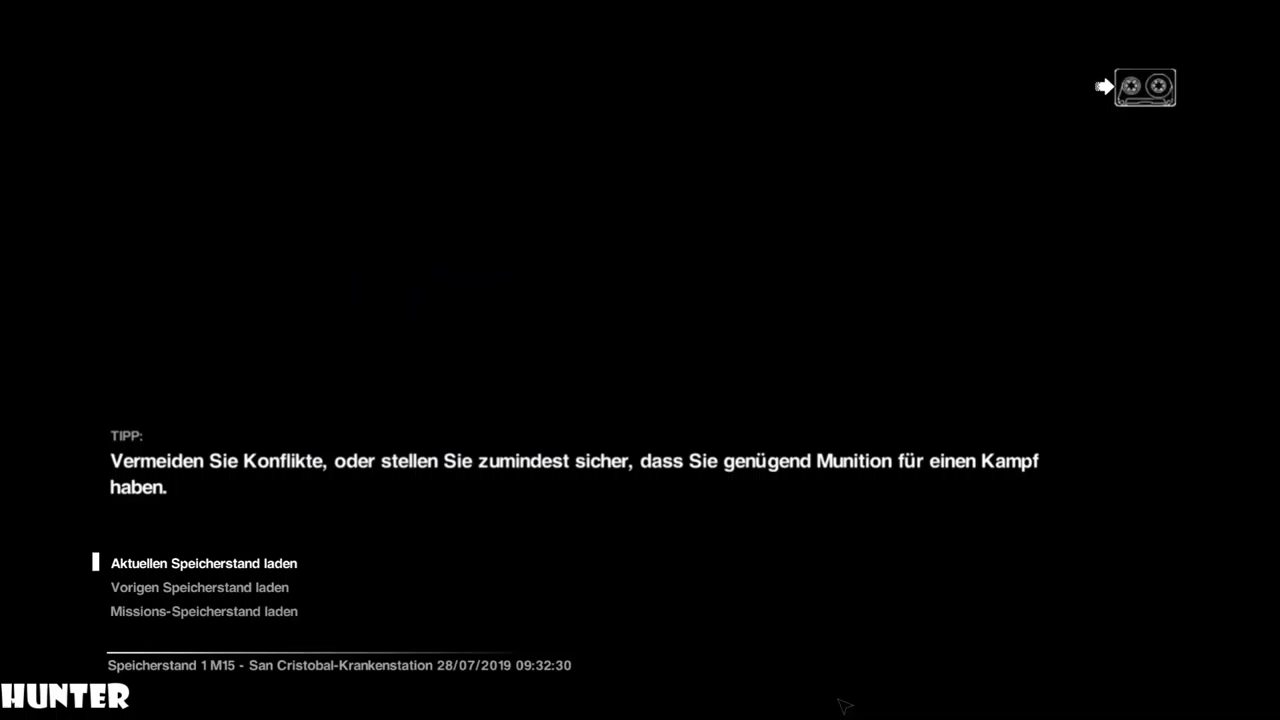 TIPP:
Vermeiden Sie Konflikte, oder stellen Sie zumindest sicher, dass Sie genügend Munition für einen Kampf
haben.
Aktuellen Speicherstand laden
Vorigen Speicherstand laden
Missions-Speicherstand laden
Speicherstand 1 M15 - San Cristobal-Krankenstation 28/07/2019 09:32:30
HUNTER